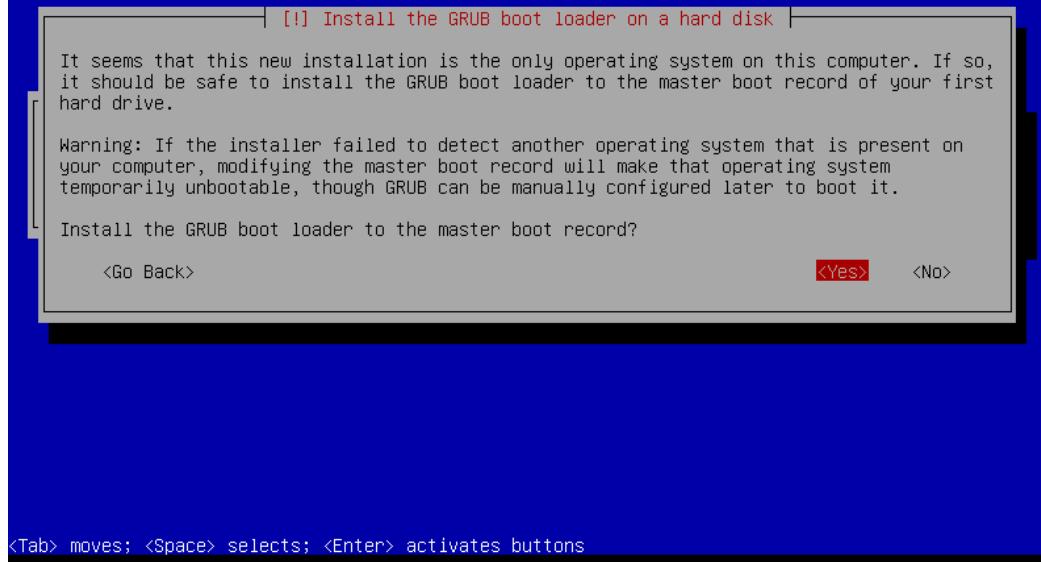 [!] Install the GRUB boot loader on a hard disk
It seems that this new installation is the only operating system on this computer. If so,
it should be safe to install the GRUB boot loader to the master boot record of your first
hard drive.
Warning: If the installer failed to detect another operating system that is present on
your computer, modifying the master boot record will make that operating system
temporarily unbootable, though GRUB can be manually configured later to boot it.
Install the GRUB boot loader to the master boot record?
<Go Back> <Yes> <No>
<Tab> moves; <Space> selects; <Enter> activates buttons